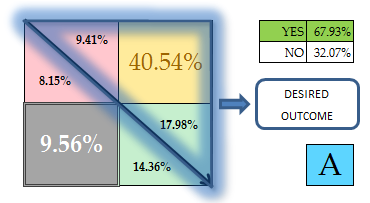 9.41%
40.54%
8.15%
9.56%
17.98%
14.36%
YES 67.93%
NO 32.07%
DESIRED
OUTCOME
A